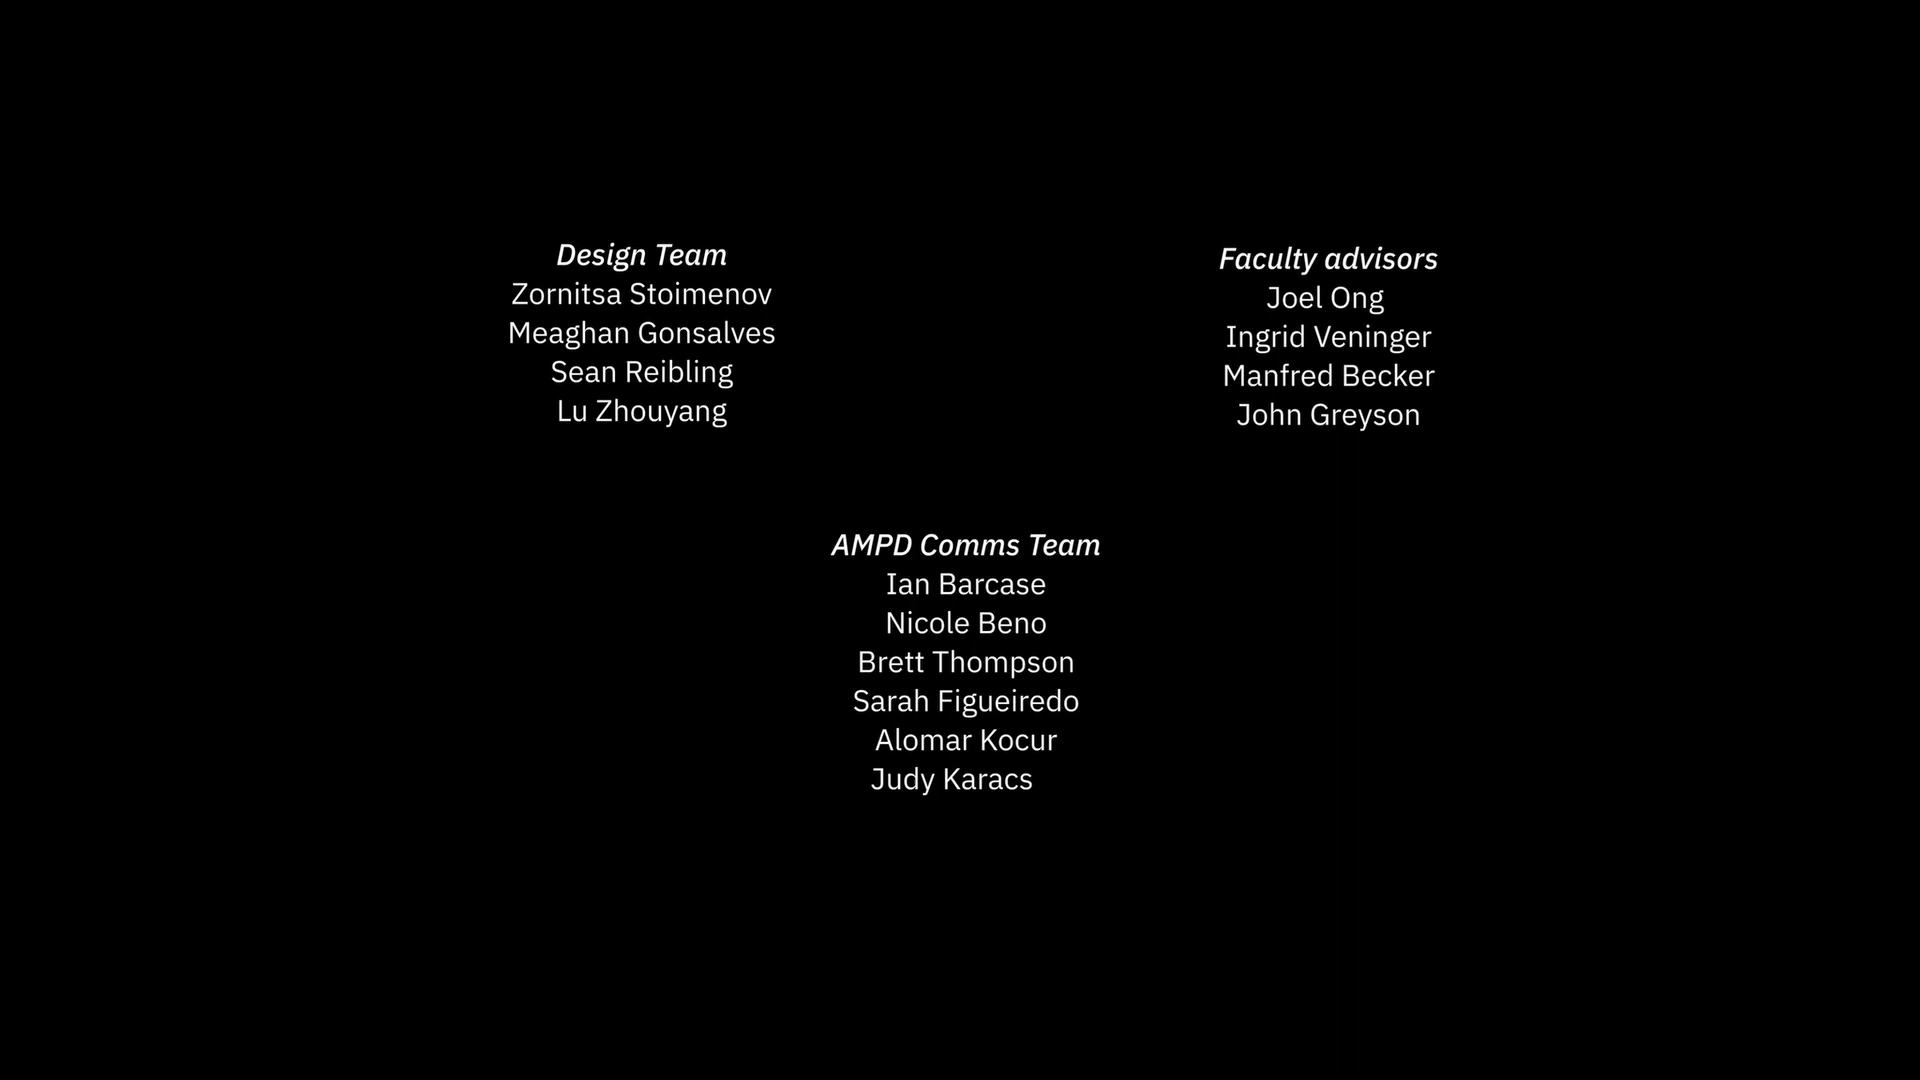 Design Team
Zornitsa Stoimenov
Meaghan Gonsalves
Sean Reibling
Lu Zhouyang
Faculty advisors
Joel Ong
Ingrid Veninger
Manfred Becker
John Greyson
AMPD Comms Team
Ian Barcase
Nicole Beno
Brett Thompson
Sarah Figueiredo
Alomar Kocur
Judy Karacs